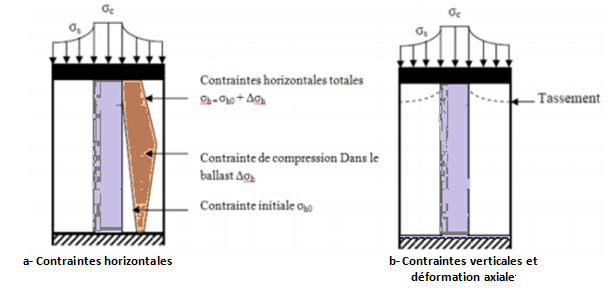 σc
σs
Contraintes horizontales totales
σh = σh0 + Δσh
Contrainte de compression Dans le
ballast Δσh
Contrainte initiale σh0
a- Contraintes horizontales
σc
σs
Tassement
b- Contraintes verticales et
déformation axiale